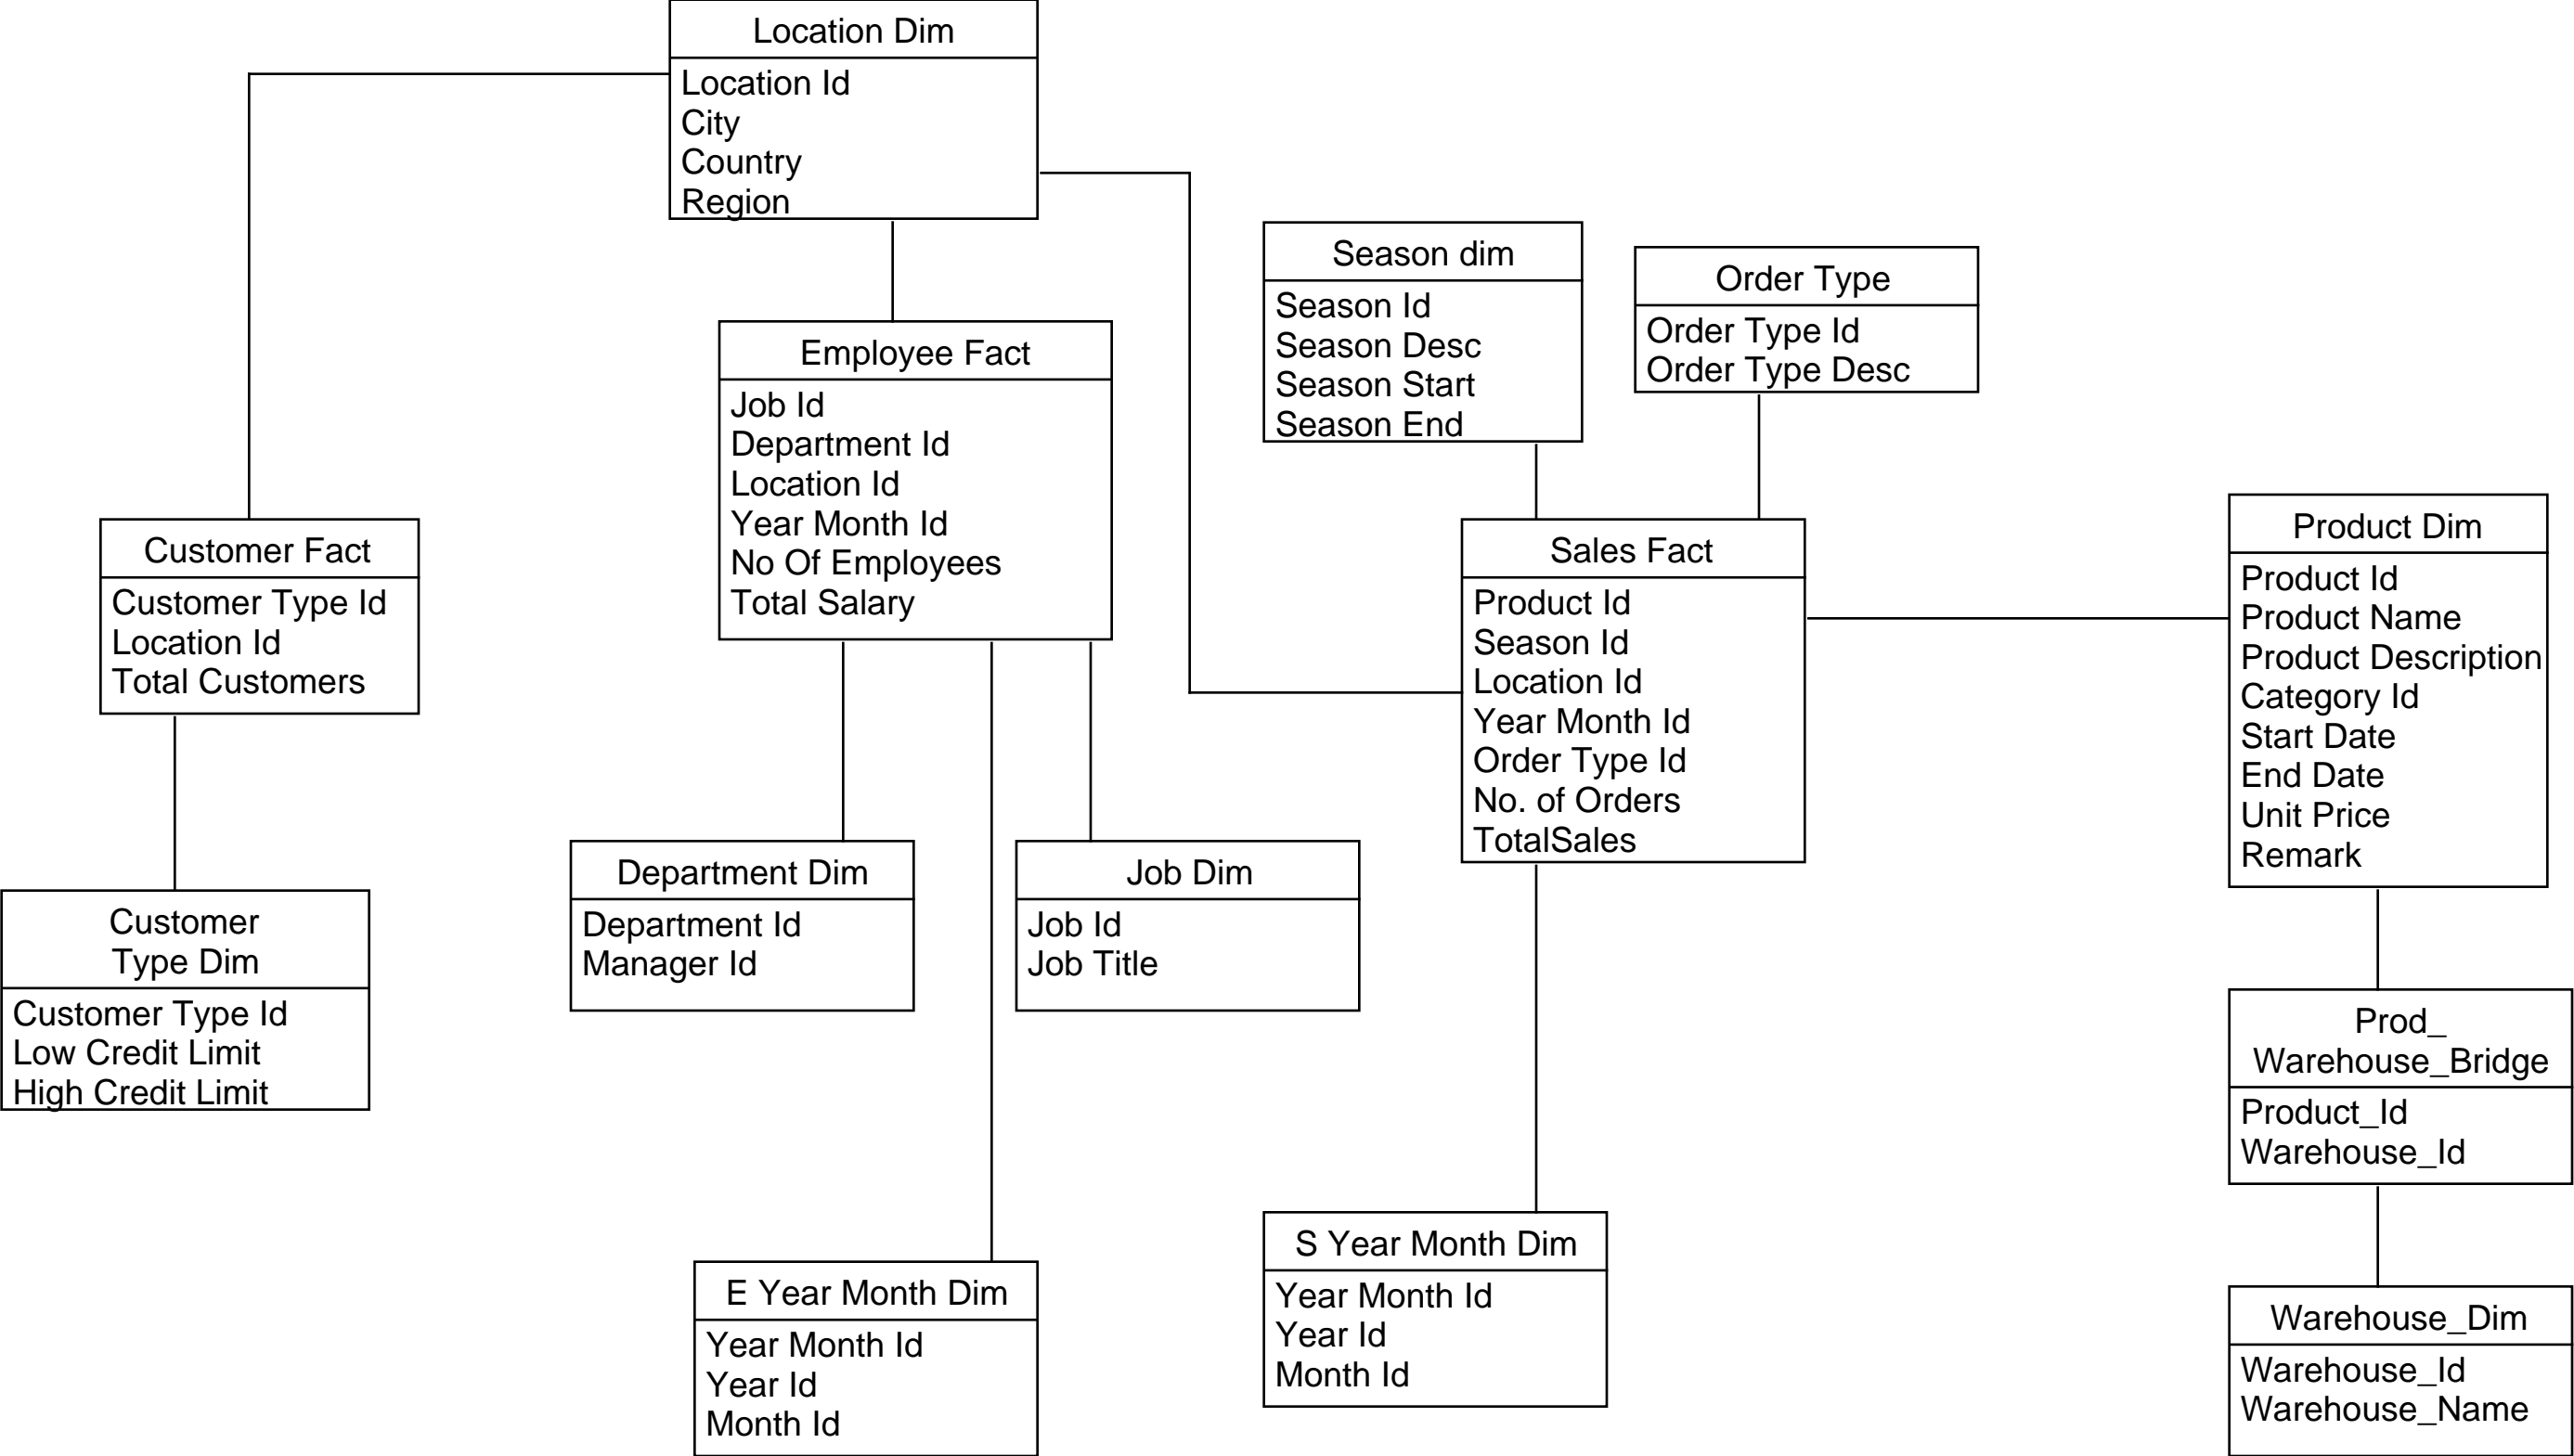 Location Dim
Location Id
City
Country
Region
Season dim
Season Id
Season Desc
Season Start
Season End
Order Type
Order Type Id
Order Type Desc
Employee Fact
Job Id
Department Id
Location Id
Year Month Id
No Of Employees
Total Salary
Customer Fact
Customer Type Id
Location Id
Total Customers
Sales Fact
Product Id
Season Id
Location Id
Year Month Id
Order Type Id
No. of Orders
TotalSales
Product Dim
Product Id
Product Name
Product Description
Category Id
Start Date
End Date
Unit Price
Remark
Department Dim
Department Id
Manager Id
Job Dim
Job Id
Job Title
Customer
Type Dim
Customer Type Id
Low Credit Limit
High Credit Limit
Prod_
Warehouse_Bridge
Product_Id
Warehouse_Id
E Year Month Dim
Year Month Id
Year Id
Month Id
S Year Month Dim
Year Month Id
Year Id
Month Id
Warehouse_Dim
Warehouse_Id
Warehouse_Name